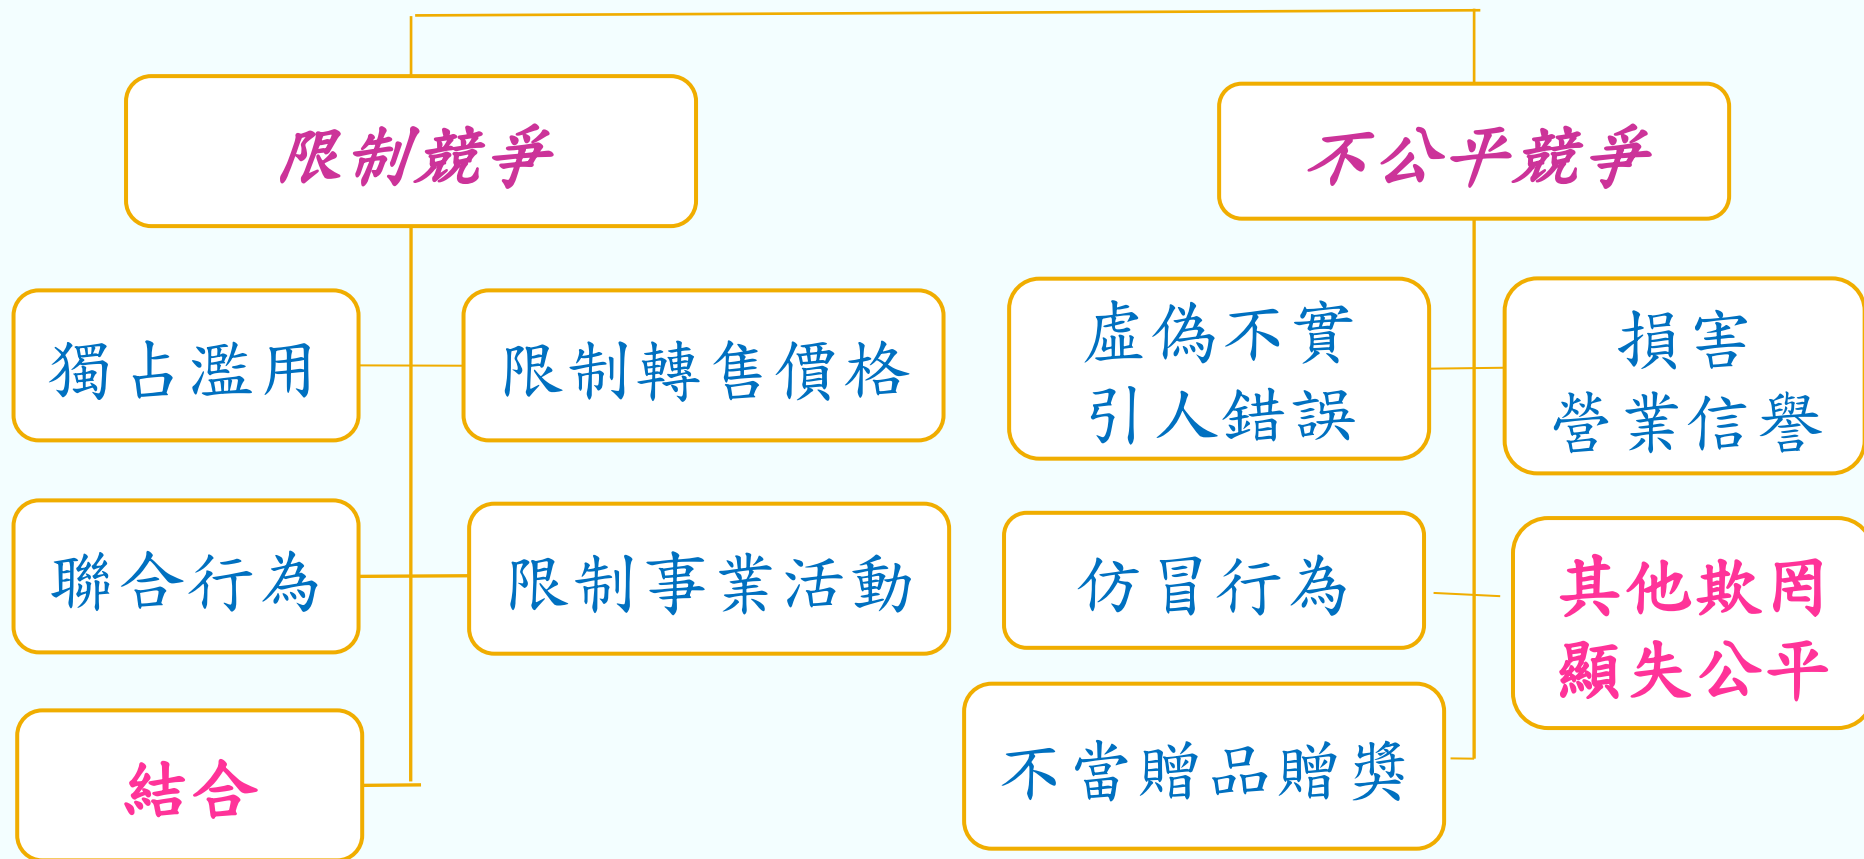 限制競爭
不公平競爭
獨占濫用
限制轉售價格
虛偽不實
引人錯誤
損害
營業信譽
聯合行為
限制事業活動
仿冒行為
其他欺罔
顯失公平
結合
不當贈品贈獎